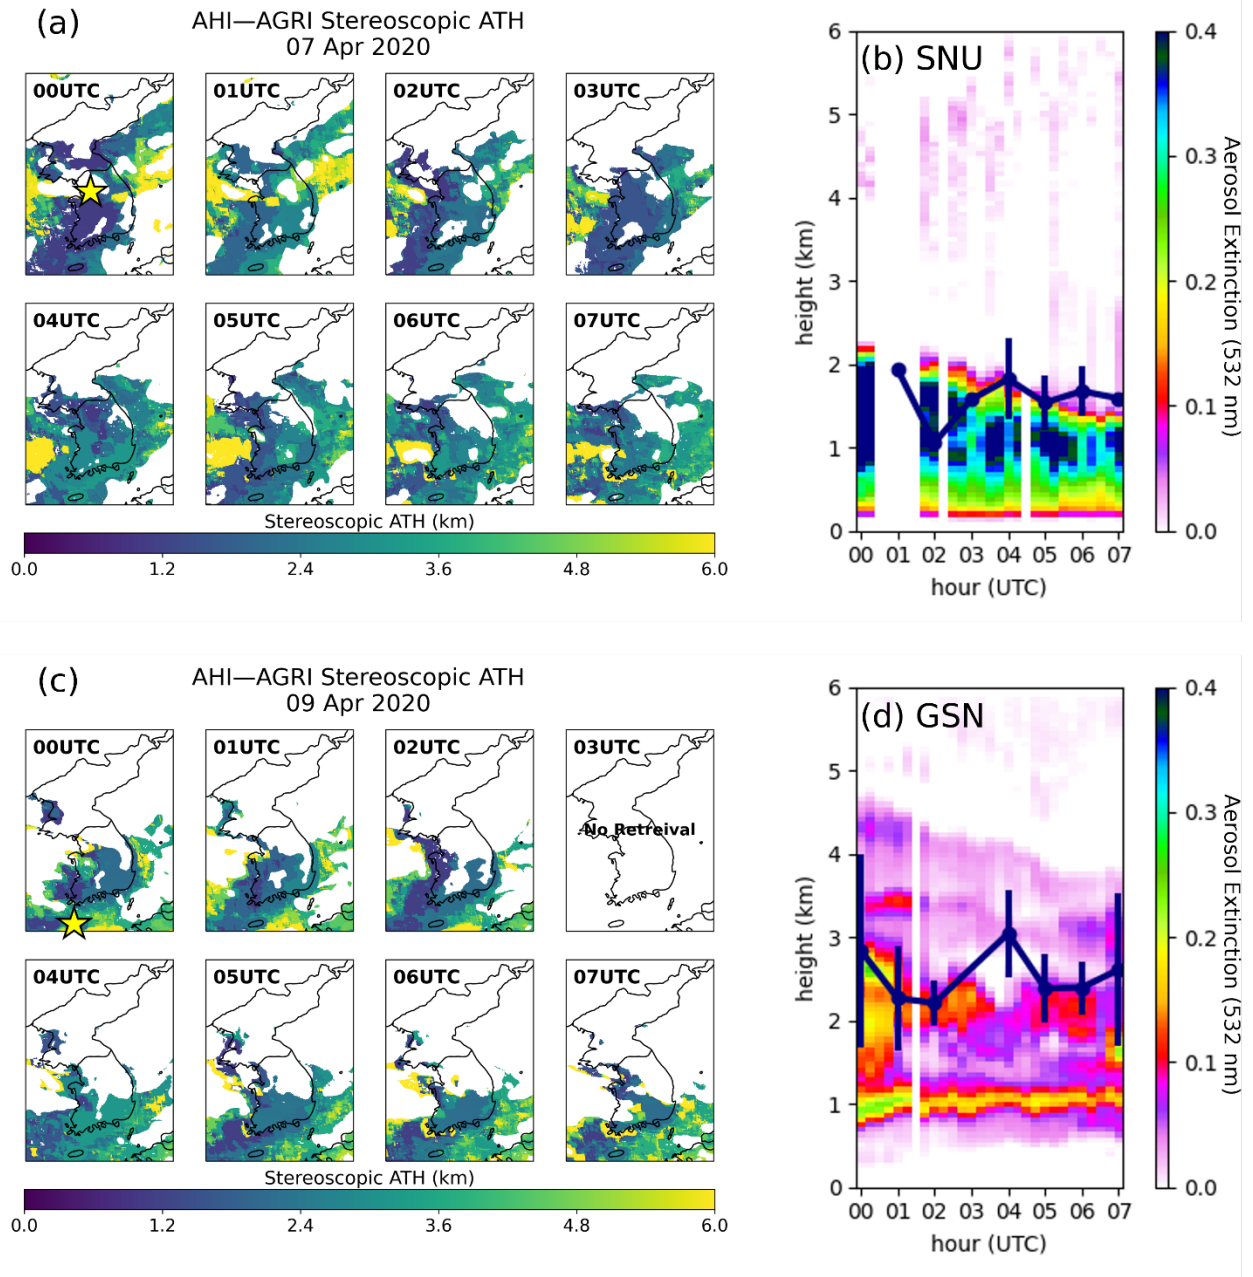 (a)
AHI—AGRI Stereoscopic ATH
07 Apr 2020
00UTC
01UTC
02UTC
03UTC
04UTC
05UTC
06UTC
07UTC
Stereoscopic ATH (km)
0.0
1.2
2.4
3.6
4.8
6.0
(b) SNU
6
5
4
3
2
1
0
height (km)
00
01
02
03
04
05
06
07
hour (UTC)
0.4
0.3
0.2
0.1
0.0
Aerosol Extinction (532 nm)
(c)
AHI—AGRI Stereoscopic ATH
09 Apr 2020
00UTC
01UTC
02UTC
03UTC
No Retreival
04UTC
05UTC
06UTC
07UTC
Stereoscopic ATH (km)
0.0
1.2
2.4
3.6
4.8
6.0
(d) GSN
6
5
4
3
2
1
0
height (km)
00
01
02
03
04
05
06
07
hour (UTC)
0.4
0.3
0.2
0.1
0.0
Aerosol Extinction (532 nm)